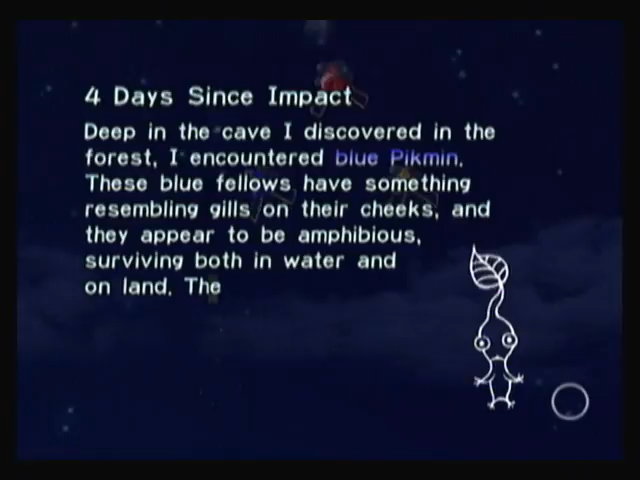 4 Days Since Impact
Deep in the cave I discovered in the
forest, I encountered blue Pikmin.
These blue fellows have something
resembling gills on their cheeks, and
they appear to be amphibious,
surviving both in water and
on land. The